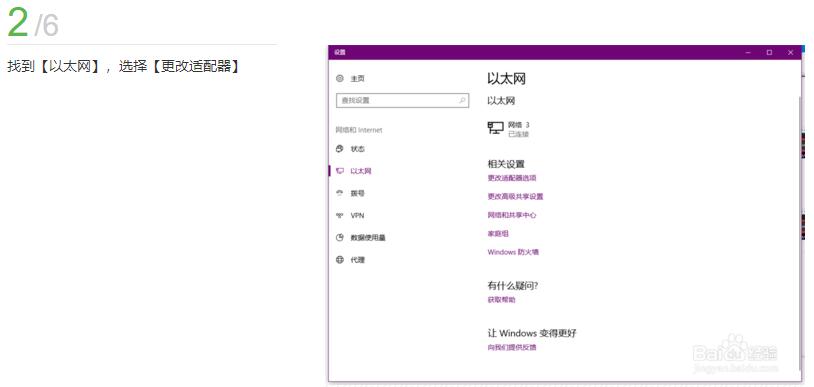 2/6
找到【以太网】，选择【更改适配器】
设置
主页
查找设置
网络和 Internet
状态
以太网
拨号
VPN
数据使用量
代理
以太网
以太网
网络 3
已连接
相关设置
更改适配器选项
更改高级共享设置
网络和共享中心
家庭组
Windows 防火墙
有什么疑问?
获取帮助
让 Windows 变得更好
向我们提供反馈
Baidu 经验
jingyan.baidu.com